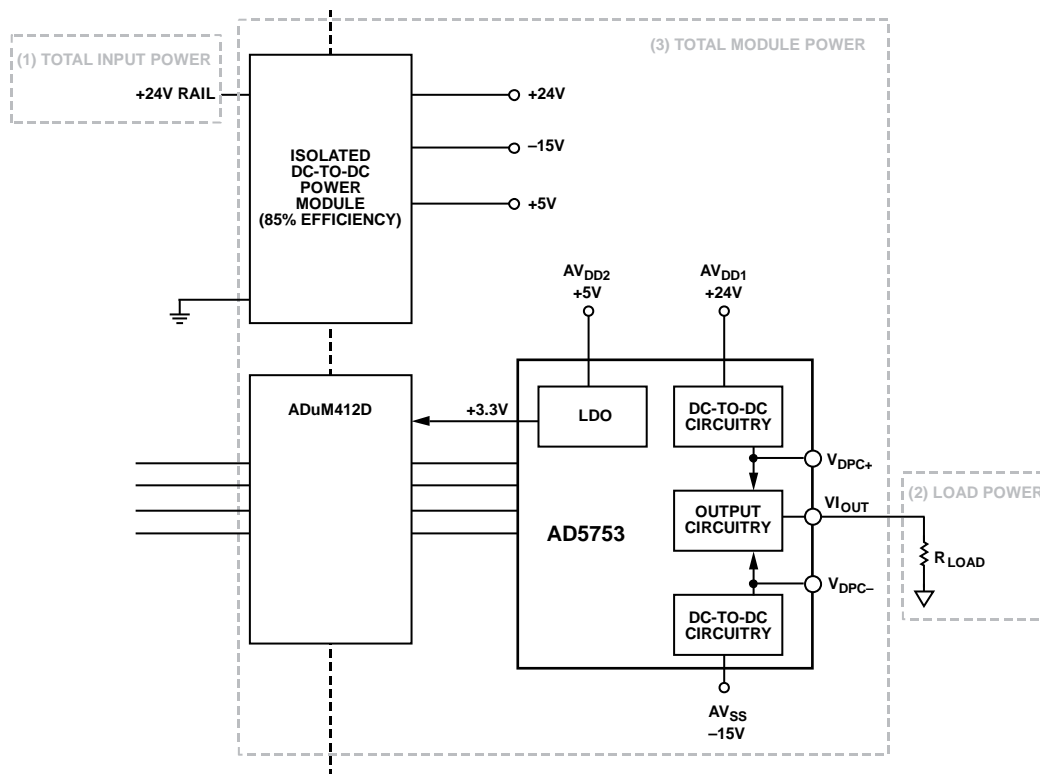 (1) TOTAL INPUT POWER
(3) TOTAL MODULE POWER
+24V RAIL
ISOLATED
DC-TO-DC
POWER
MODULE
(85% EFFICIENCY)
+24V
–15V
+5V
AVDD2
+5V
AVDD1
+24V
ADuM412D
+3.3V
LDO
DC-TO-DC
CIRCUITRY
VDPC+
(2) LOAD POWER
AD5753
OUTPUT
CIRCUITRY
VIOUT
RLOAD
VDPC–
DC-TO-DC
CIRCUITRY
AVSS
–15V